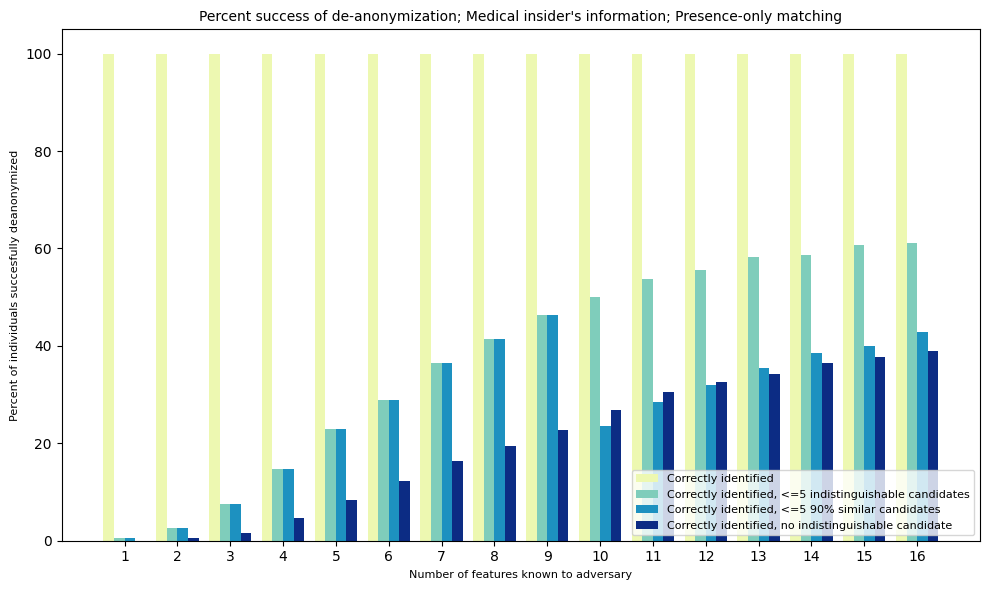 Percent success of de-anonymization; Medical insider's information; Presence-only matching
Percent of individuals succesfully deanonymized
100
80
60
40
20
0
Correctly identified
Correctly identified, <=5 indistinguishable candidates
Correctly identified, <=5 90% similar candidates
Correctly identified, no indistinguishable candidate
1 2 3 4 5 6 7 8 9 10 11 12 13 14 15 16
Number of features known to adversary